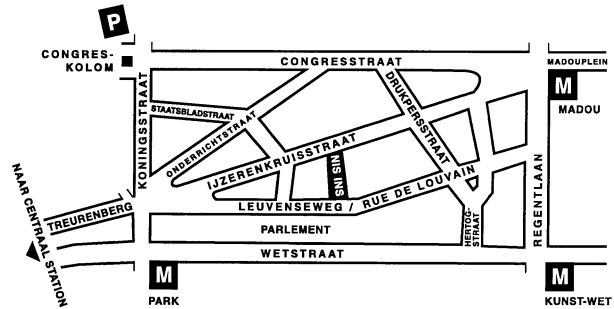 P
CONGRES-
KOLOM
CONGRESSTRAAT
MADOUPLEIN
M
MADOU
KONINGSSTRAAT
STAATSBLADSTRAAT
ONDERRICHTSTRAAT
DRUKPERSSTRAAT
IJZERENKRUISSTRAAT
NIS INS
LEUVENSEWEG / RUE DE LOUVAIN
REGENTLAAN
NAAR CENTRAAL STATION
TREURENBERG
PARLEMENT
HERTOG-
STRAAT
WETSTRAAT
M
PARK
M
KUNST-WET